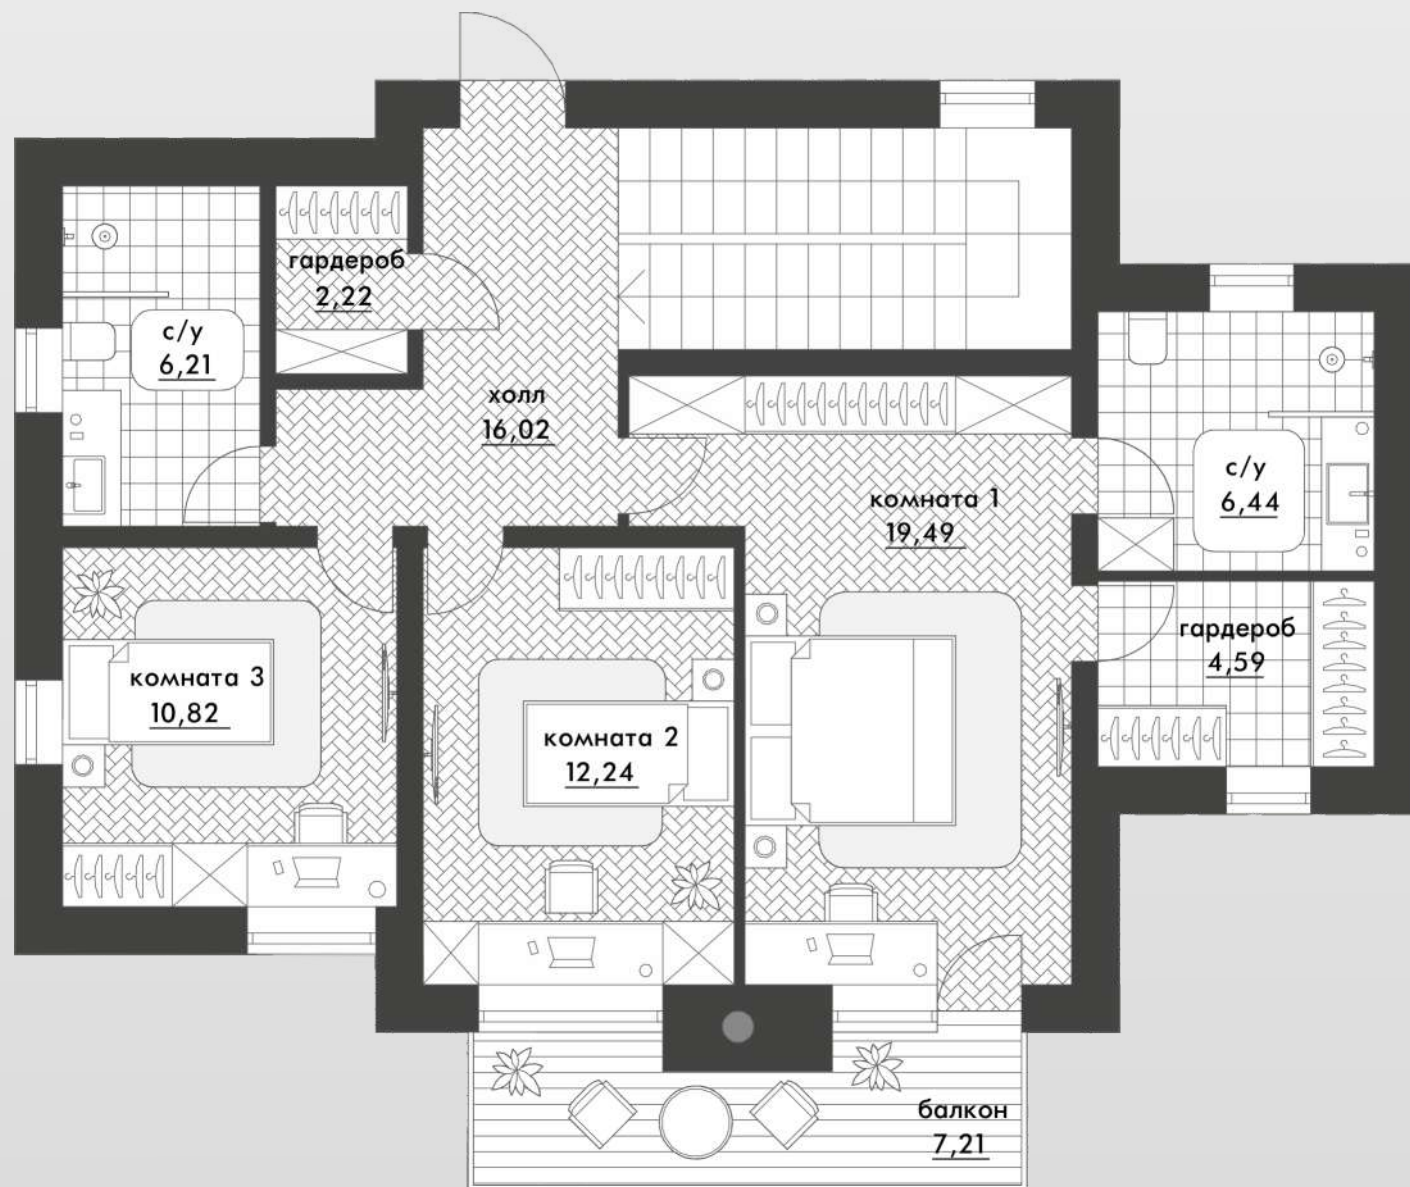 гардероб
2,22
с/у
6,21
холл
16,02
комната 1
19,49
с/у
6,44
гардероб
4,59
комната 3
10,82
комната 2
12,24
балкон
7,21